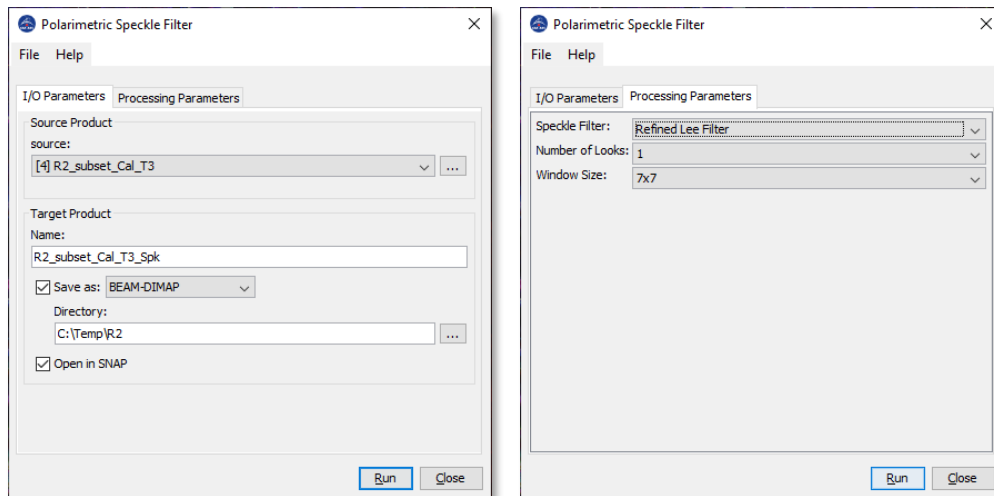 Polarimetric Speckle Filter
File Help
I/O Parameters Processing Parameters
Source Product
source:
[4] R2_subset_Cal_T3
...
Target Product
Name:
R2_subset_Cal_T3_Spk
Save as: BEAM-DIMAP
Directory:
C:\Temp\R2
...
Open in SNAP
Run Close
Polarimetric Speckle Filter
File Help
I/O Parameters Processing Parameters
Speckle Filter: Refined Lee Filter
Number of Looks: 1
Window Size: 7x7
Run Close